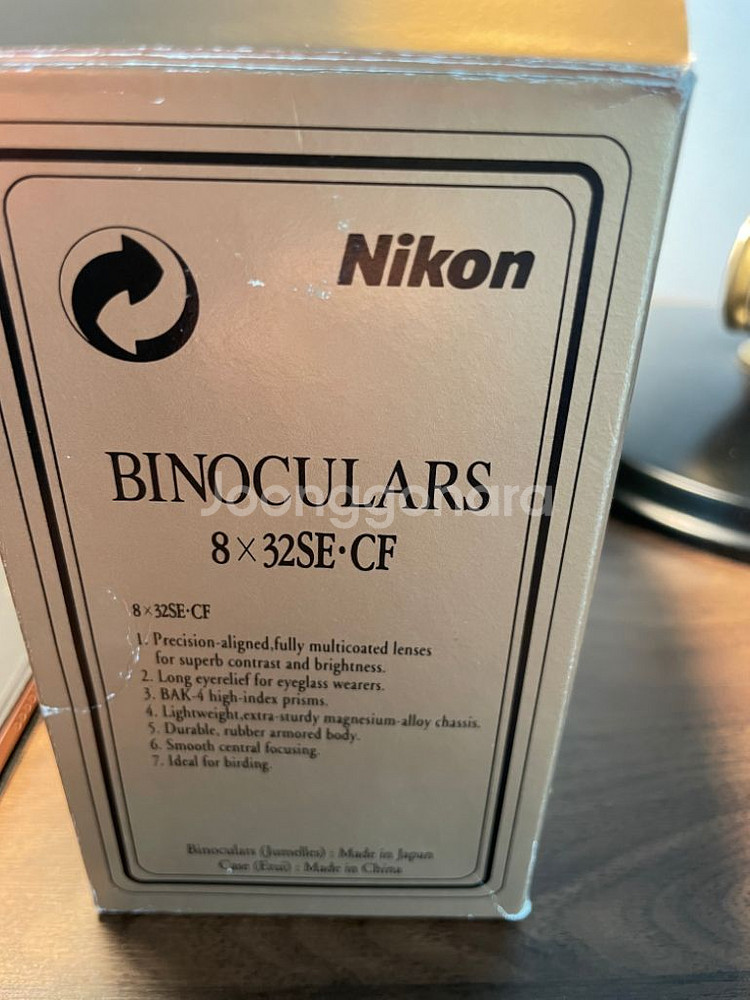 Nikon
BINOCULARS
Joonggonara
8×32SE·CF
8×32SE·CF
1. Precision-aligned,fully multicoated lenses
for superb contrast and brightness.
2. Long eyerelief for eyeglass wearers.
3. BAK-4 high-index prisms.
4. Lightweight,extra-sturdy magnesium-alloy chassis.
5. Durable, rubber armored body.
6. Smooth central focusing.
7. Ideal for birding.
Binoculars (Jumelles) : Made in Japan
Case (Etui) : Made in China